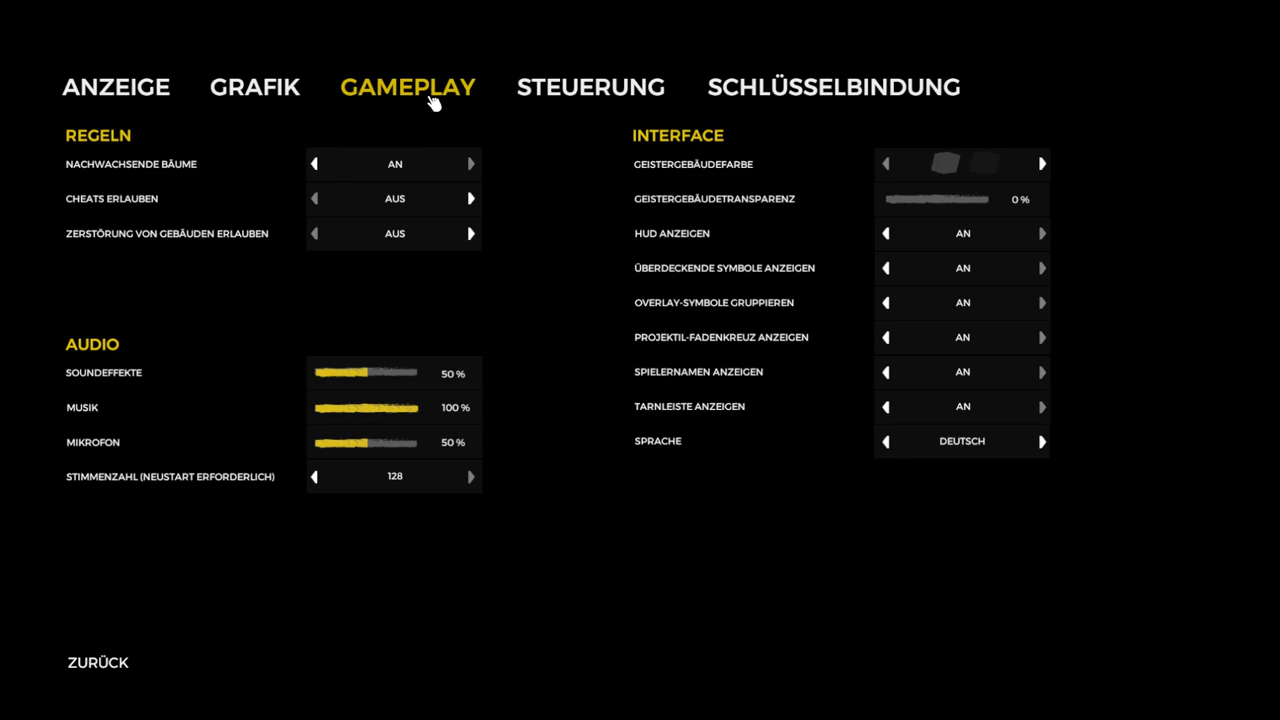 ANZEIGE GRAFIK GAMEPLAY STEUERUNG SCHLÜSSELBINDUNG
REGELN
NACHWACHSENDE BÄUME AN
CHEATS ERLAUBEN AUS
ZERSTÖRUNG VON GEBÄUDEN ERLAUBEN AUS
AUDIO
SOUNDEFFEKTE 50 %
MUSIK 100 %
MIKROFON 50 %
STIMMENZAHL (NEUSTART ERFORDERLICH) 128
INTERFACE
GEISTERGEBÄUDEFARBE
GEISTERGEBÄUDETRANSPARENZ 0 %
HUD ANZEIGEN AN
ÜBERDECKENDE SYMBOLE ANZEIGEN AN
OVERLAY-SYMBOLE GRUPPIEREN AN
PROJEKTIL-FADENKREUZ ANZEIGEN AN
SPIELERNAMEN ANZEIGEN AN
TARNLEISTE ANZEIGEN AN
SPRACHE DEUTSCH
ZURÜCK